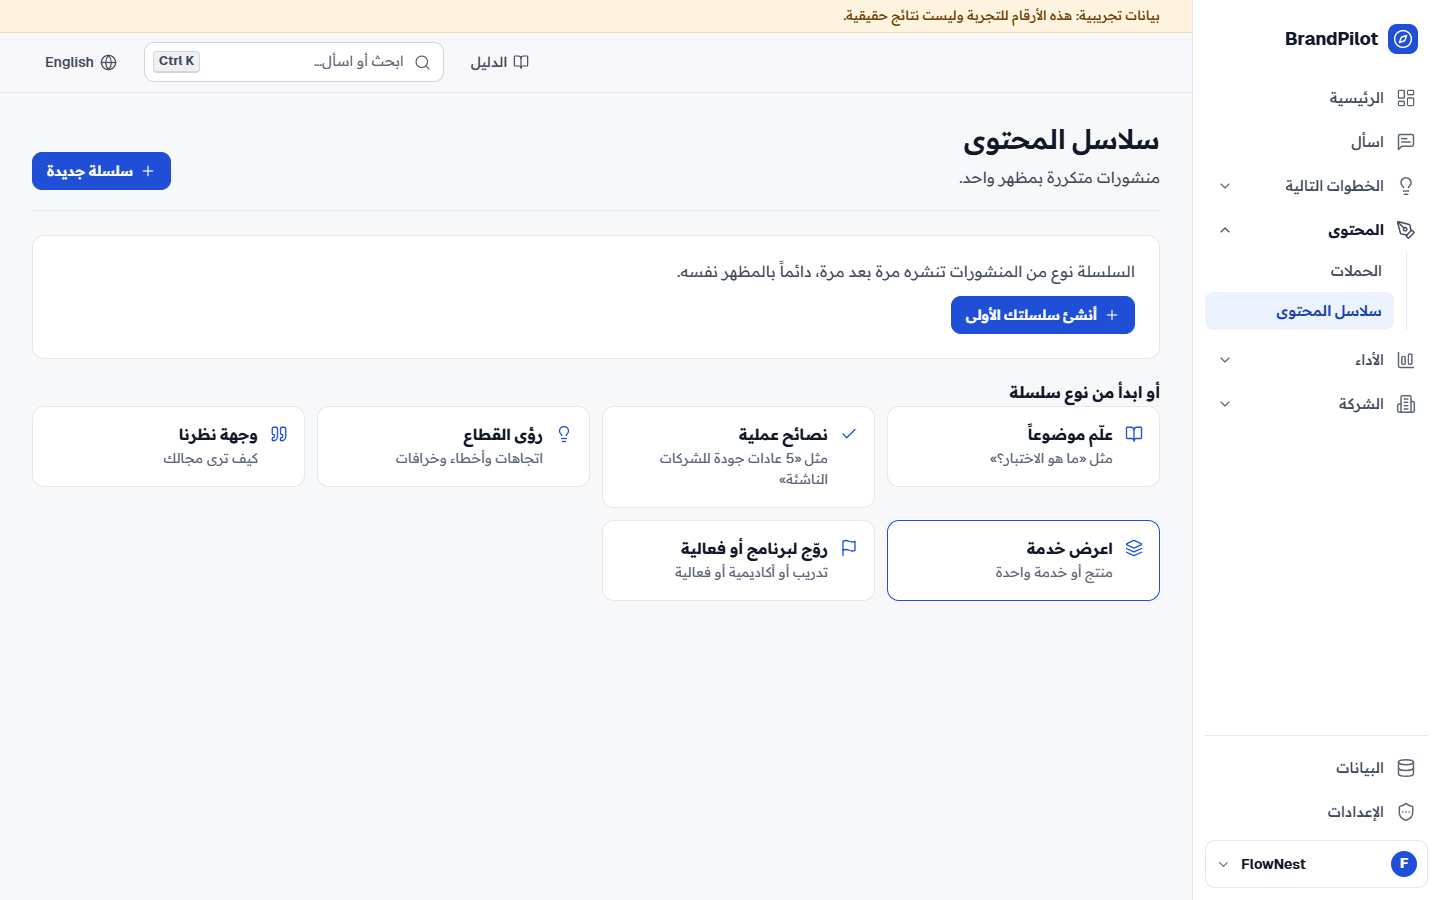 بيانات تجريبية: هذه الأرقام للتجربة وليست نتائج حقيقية.
BrandPilot
الرئيسية
اسأل
الخطوات التالية
المحتوى
الحملات
سلاسل المحتوى
الأداء
الشركة
البيانات
الإعدادات
F FlowNest
الدليل
ابحث أو اسأل...
Ctrl K
English
سلاسل المحتوى
منشورات متكررة بمظهر واحد.
سلسلة جديدة
السلسلة نوع من المنشورات تنشره مرة بعد مرة، دائماً بالمظهر نفسه.
أنشئ سلسلتك الأولى
أو ابدأ من نوع سلسلة
علّم موضوعاً
مثل «ما هو الاختبار؟»
نصائح عملية
مثل «5 عادات جودة للشركات
الناشئة»
رؤى القطاع
اتجاهات وأخطاء وخرافات
وجهة نظرنا
كيف ترى مجالك
اعرض خدمة
منتج أو خدمة واحدة
روّج لبرنامج أو فعالية
تدريب أو أكاديمية أو فعالية